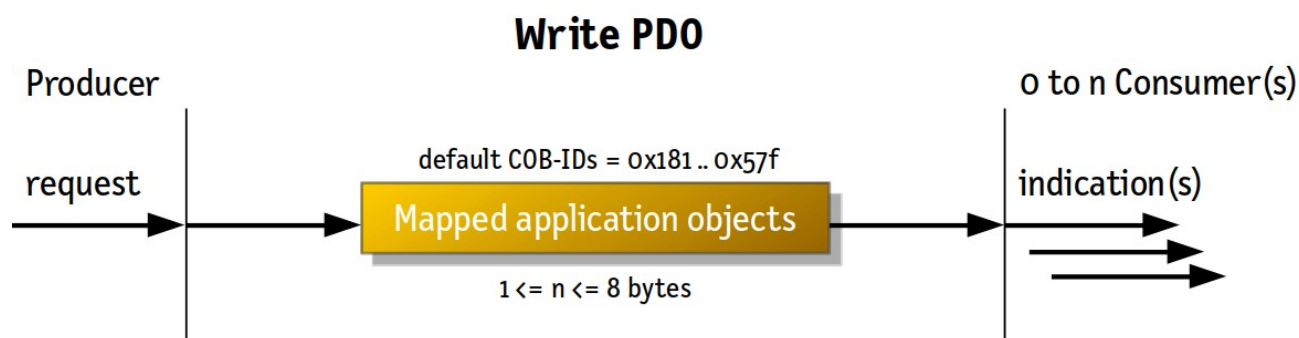 Write PDO
Producer
0 to n Consumer(s)
default COB-IDs = 0x181 .. 0x57f
request
indication(s)
Mapped application objects
1 <= n <= 8 bytes